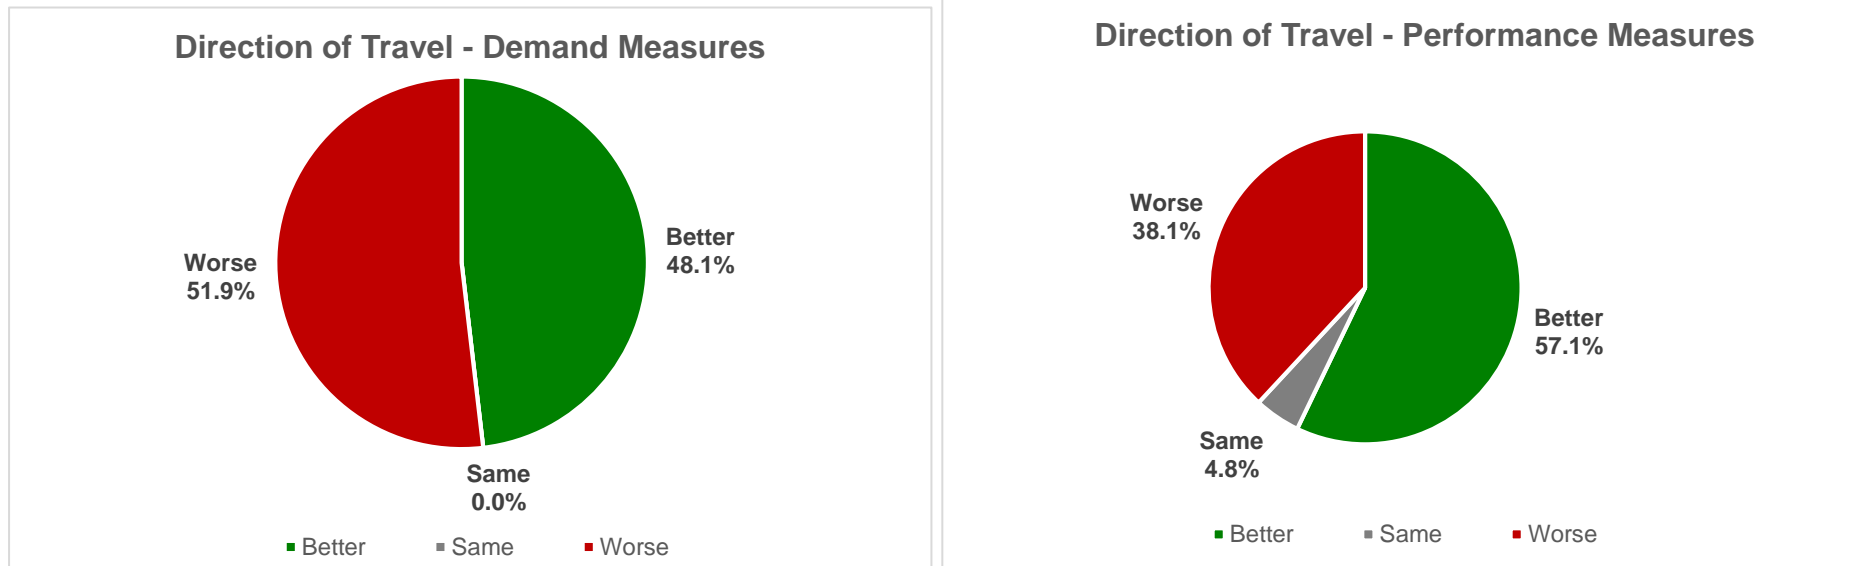 Direction of Travel - Demand Measures
Better
48.1%
Worse
51.9%
Same
0.0%
Better Same Worse
Direction of Travel - Performance Measures
Worse
38.1%
Better
57.1%
Same
4.8%
Better Same Worse